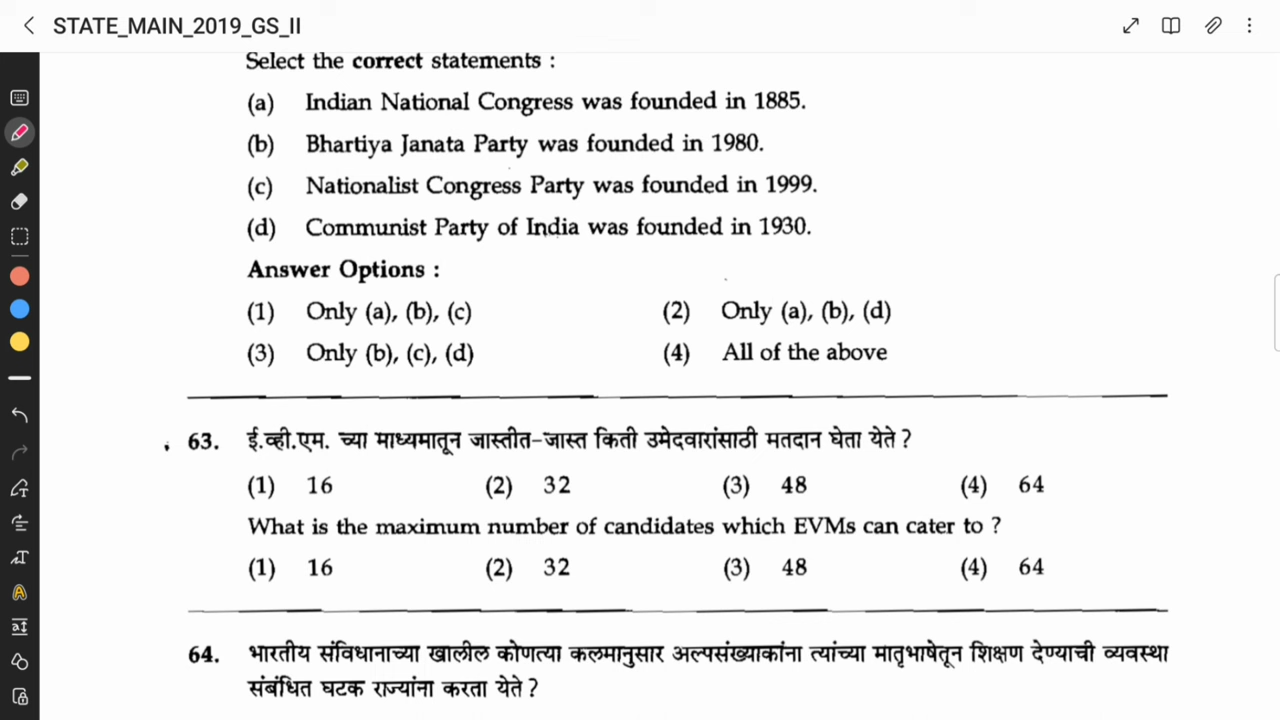 STATE_MAIN_2019_GS_II
Select the correct statements :
(a) Indian National Congress was founded in 1885.
(b) Bhartiya Janata Party was founded in 1980.
(c) Nationalist Congress Party was founded in 1999.
(d) Communist Party of India was founded in 1930.
Answer Options :
(1) Only (a), (b), (c) (2) Only (a), (b), (d)
(3) Only (b), (c), (d) (4) All of the above
63. ई.व्ही.एम. च्या माध्यमातून जास्तीत-जास्त किती उमेदवारांसाठी मतदान घेता येते ?
(1) 16 (2) 32 (3) 48 (4) 64
What is the maximum number of candidates which EVMs can cater to ?
(1) 16 (2) 32 (3) 48 (4) 64
64. भारतीय संविधानाच्या खालील कोणत्या कलमानुसार अल्पसंख्याकांना त्यांच्या मातृभाषेतून शिक्षण देण्याची व्यवस्था
संबंधित घटक राज्यांना करता येते ?